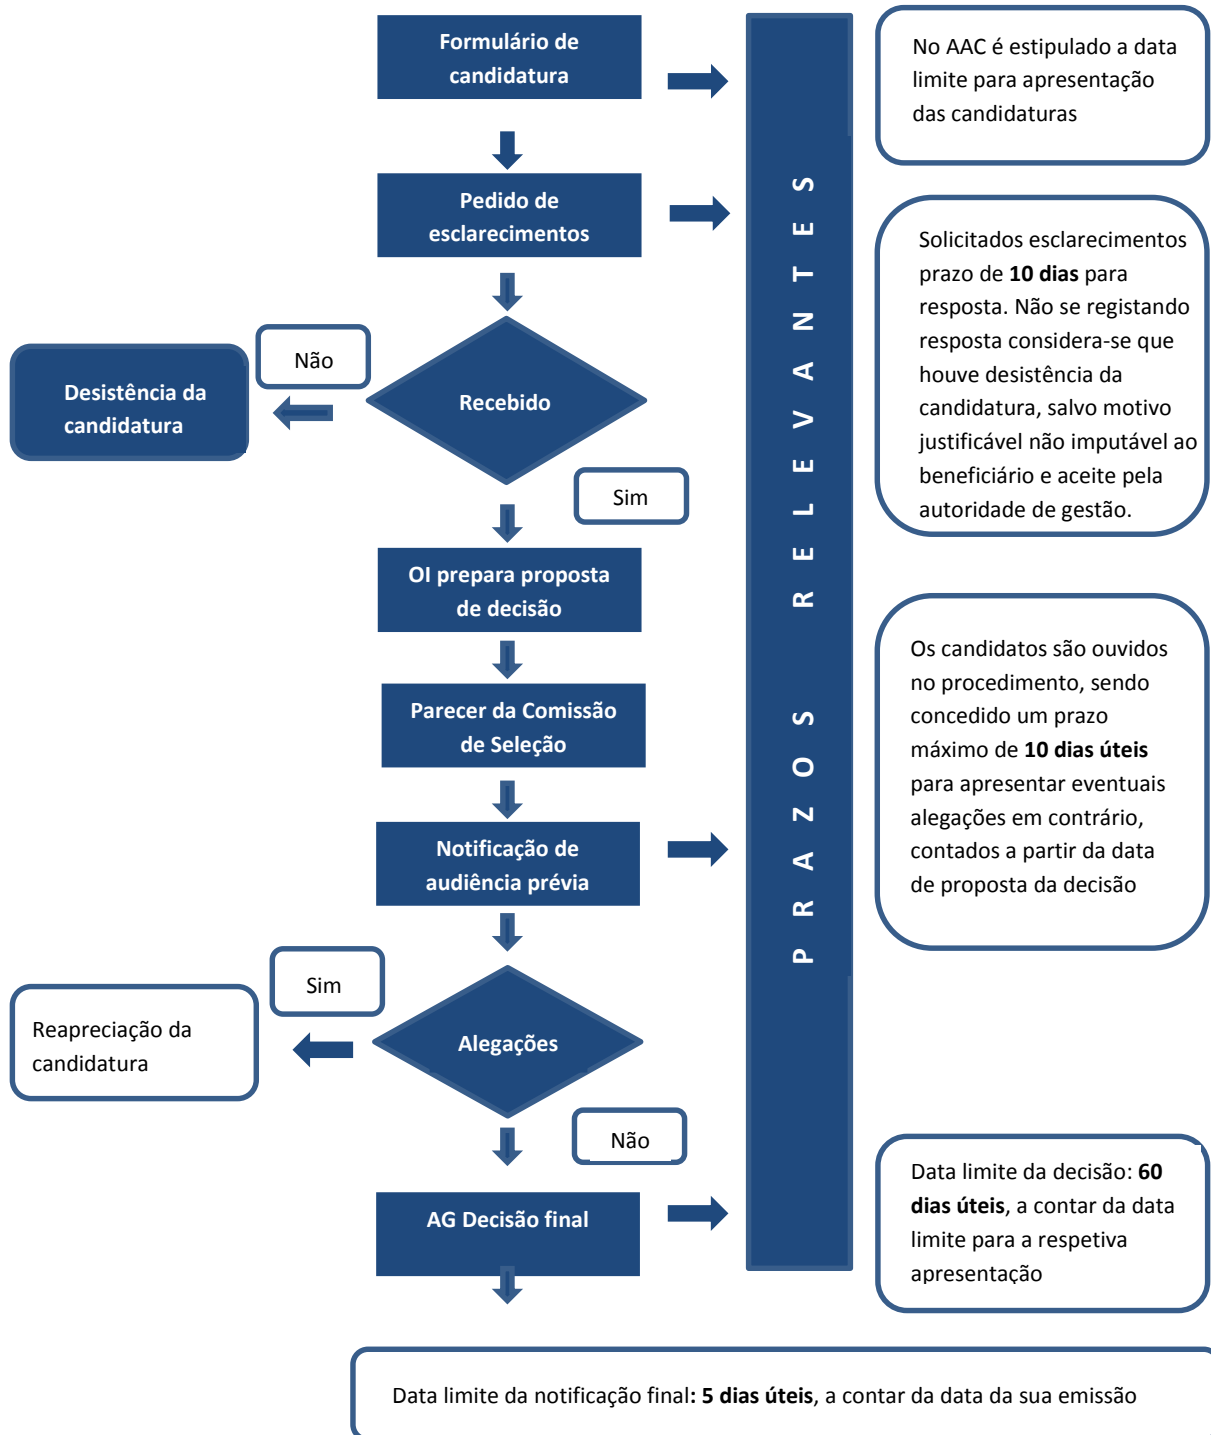 Formulário de
candidatura
No AAC é estipulado a data
limite para apresentação
das candidaturas
Pedido de
esclarecimentos
Solicitados esclarecimentos
prazo de 10 dias para
resposta. Não se registando
resposta considera-se que
houve desistência da
candidatura, salvo motivo
justificável não imputável ao
beneficiário e aceite pela
autoridade de gestão.
Não
Desistência da
candidatura
Recebido
Sim
OI prepara proposta
de decisão
Parecer da Comissão
de Seleção
Os candidatos são ouvidos
no procedimento, sendo
concedido um prazo
máximo de 10 dias úteis
para apresentar eventuais
alegações em contrário,
contados a partir da data
de proposta da decisão
Notificação de
audiência prévia
Sim
Reapreciação da
candidatura
Alegações
Não
AG Decisão final
Data limite da decisão: 60
dias úteis, a contar da data
limite para a respetiva
apresentação
PRAZOS RELEVANTES
Data limite da notificação final: 5 dias úteis, a contar da data da sua emissão